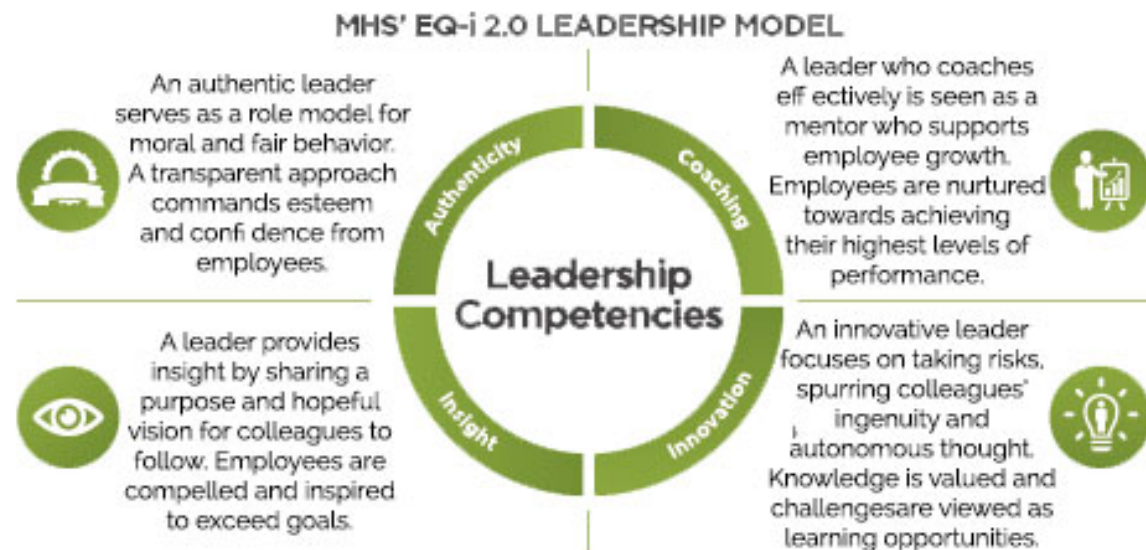 MHS' EQ-i 2.0 LEADERSHIP MODEL
An authentic leader
serves as a role model for
moral and fair behavior.
A transparent approach
commands esteem
and confi dence from
employees.
Authenticity
Coaching
A leader who coaches
eff ectively is seen as a
mentor who supports
employee growth.
Employees are nurtured
towards achieving
their highest levels of
performance.
Leadership
Competencies
A leader provides
insight by sharing a
purpose and hopeful
vision for colleagues to
follow. Employees are
compelled and inspired
to exceed goals.
Insight
Innovation
An innovative leader
focuses on taking risks,
spurring colleagues'
ingenuity and
, autonomous thought.
Knowledge is valued and
challengesare viewed as
learning opportunities.